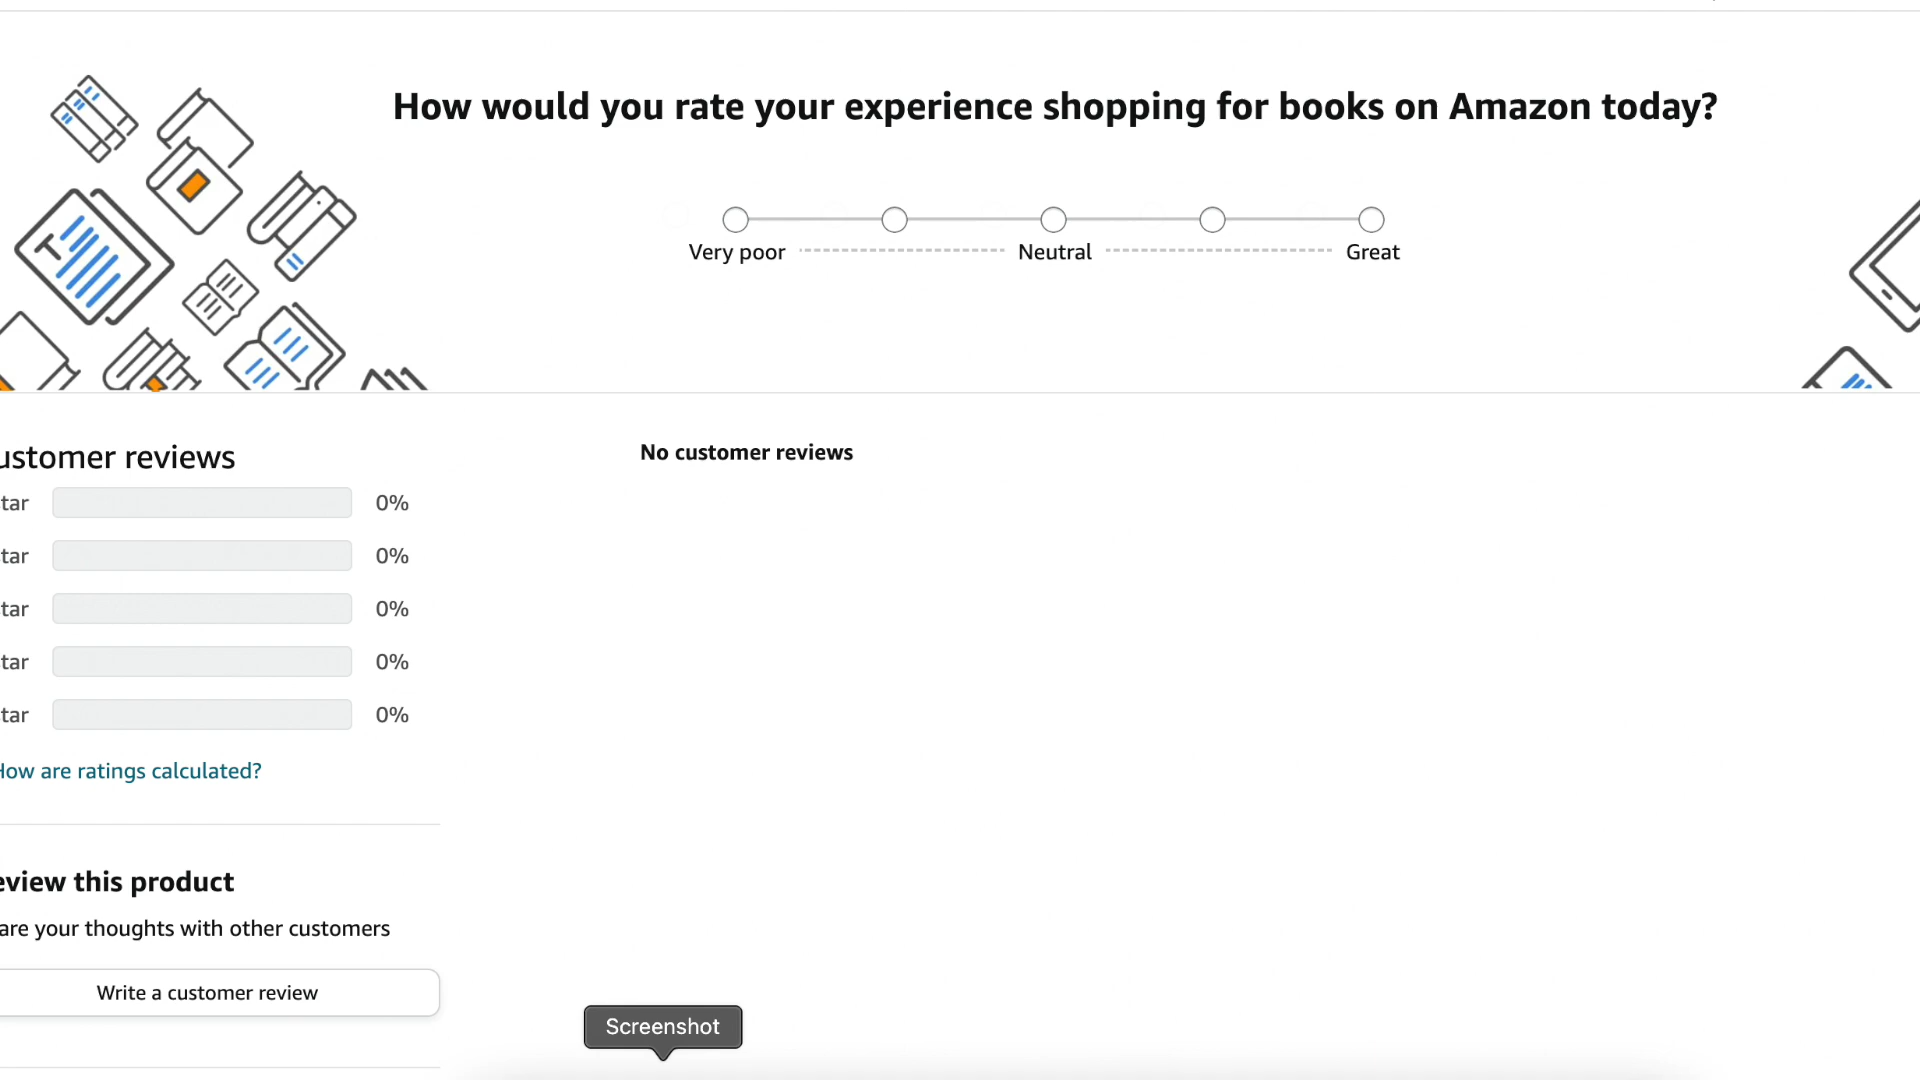 How would you rate your experience shopping for books on Amazon today?
Very poor
Neutral
Great
ustomer reviews
No customer reviews
tar 0%
tar 0%
tar 0%
tar 0%
tar 0%
How are ratings calculated?
eview this product
are your thoughts with other customers
Write a customer review
Screenshot